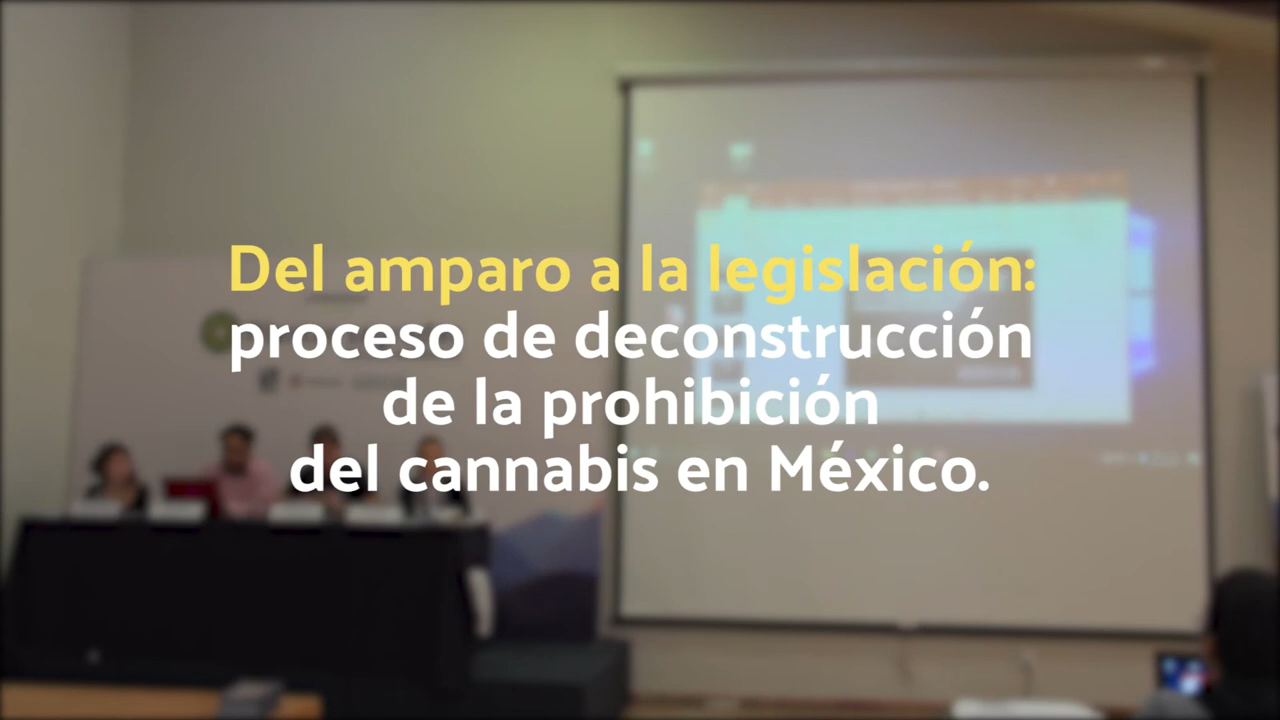 Del amparo a la legislación:
proceso de deconstrucción
de la prohibición
del cannabis en México.